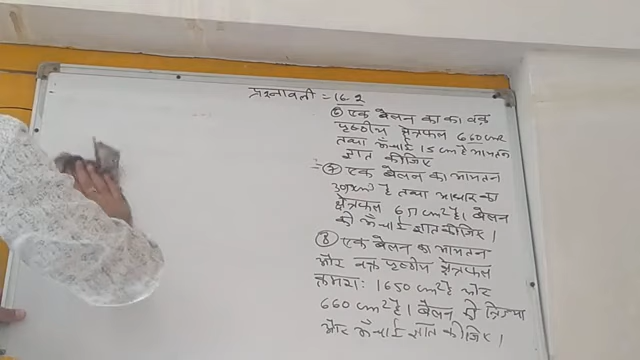 प्रश्नावली = 16.2
⑥ एक बेलन का का वक्र
पृष्ठीय क्षेत्रफल 660 cm2
तथा ऊँचाई 15 cm है आयतन
ज्ञात कीजिए
⑦ एक बेलन का आयतन
है तथा आधार का
क्षेत्रफल cm2 है। बेलन
की ऊँचाई ज्ञात कीजिए।
⑧ एक बेलन का आयतन
और वक्र पृष्ठीय क्षेत्रफल
क्रमश: 1650 cm2 है और
660 cm2 है। बेलन की त्रिज्या
और ऊँचाई ज्ञात कीजिए।